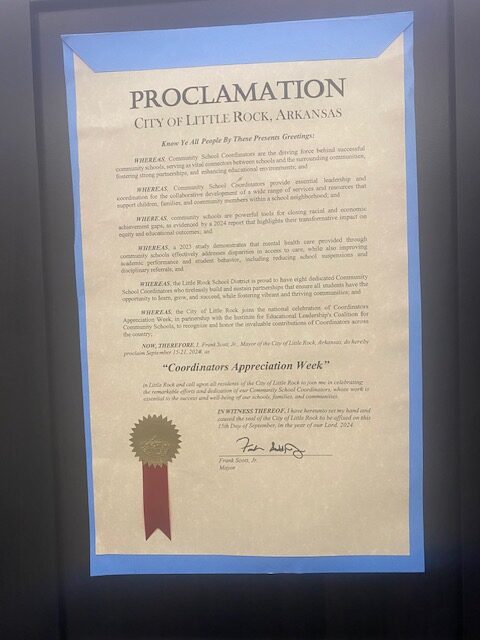 PROCLAMATION
CITY OF LITTLE ROCK, ARKANSAS
Know Ye All People By These Presents Greetings:
WHEREAS, Community School Coordinators are the driving force behind successful
community schools, serving as vital connectors between schools and the surrounding communities,
fostering strong partnerships, and enhancing educational environments; and
WHEREAS, Community School Coordinators provide essential leadership and
coordination for the collaborative development of a wide range of services and resources that
support children, families, and community members within a school neighborhood; and
WHEREAS, community schools are powerful tools for closing racial and economic
achievement gaps, as evidenced by a 2024 report that highlights their transformative impact on
equity and educational outcomes; and
WHEREAS, a 2023 study demonstrates that mental health care provided through
community schools effectively addresses disparities in access to care, while also improving
academic performance and student behavior, including reducing school suspensions and
disciplinary referrals; and
WHEREAS, the Little Rock School District is proud to have eight dedicated Community
School Coordinators who tirelessly build and sustain partnerships that ensure all students have the
opportunity to learn, grow, and succeed, while fostering vibrant and thriving communities; and
WHEREAS, the City of Little Rock joins the national celebration of Coordinators
Appreciation Week, in partnership with the Institute for Educational Leadership's Coalition for
Community Schools, to recognize and honor the invaluable contributions of Coordinators across
the country;
NOW, THEREFORE I, Frank Scott, Jr., Mayor of the City of Little Rock, Arkansas, do hereby
proclaim September 15-21, 2024, as
"Coordinators Appreciation Week"
in Little Rock and call upon all residents of the City of Little Rock to join me in celebrating
the remarkable efforts and dedication of our Community School Coordinators, whose work is
essential to the success and well-being of our schools, families, and communities.
IN WITNESS THEREOF, I have hereunto set my hand and
caused the seal of the City of Little Rock to be affixed on this
15th Day of September, in the year of our Lord, 2024.
Frank Scott, Jr.
Mayor